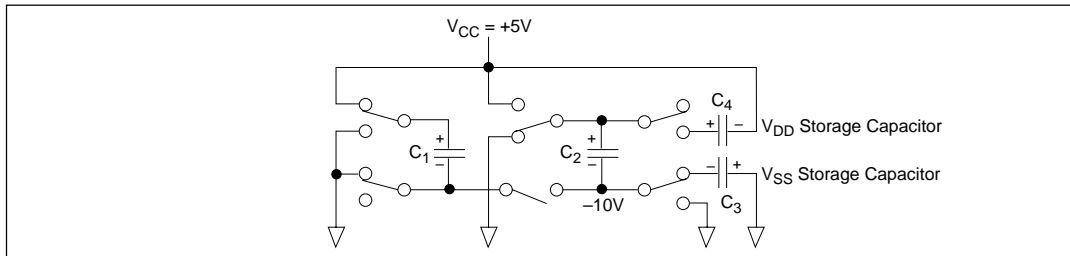 V_CC = +5V
C_4
+ –
V_DD Storage Capacitor
+
C_1
–
+
C_2
–
– +
V_SS Storage Capacitor
C_3
–10V